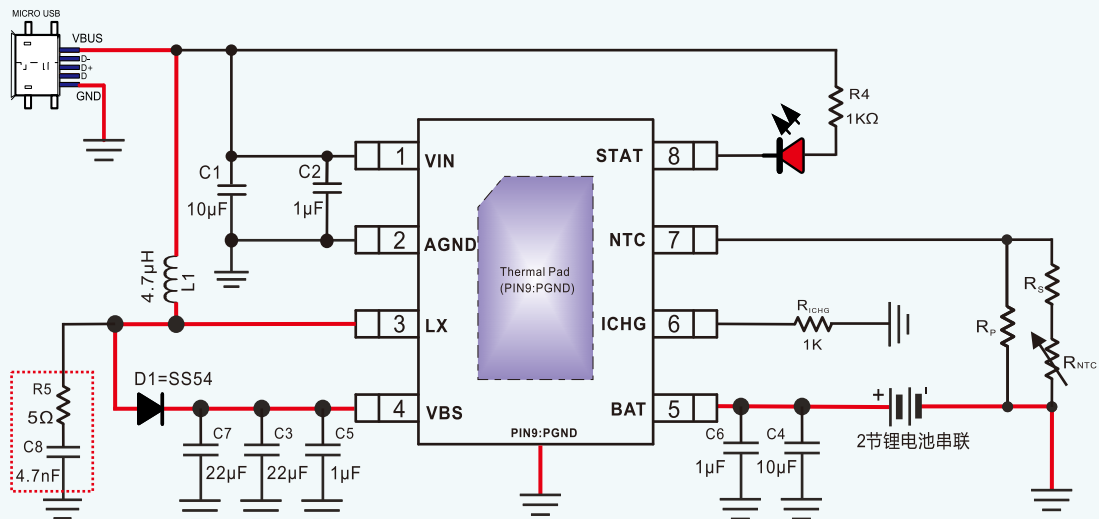 MICRO USB
VBUS
D-
D+
D
GND
R4
1KΩ
C1
10μF
C2
1μF
1
VIN
STAT
8
2
AGND
NTC
7
Thermal Pad
(PIN9:PGND)
4.7μH
L1
3
LX
ICHG
6
RICHG
1K
RP
RS
RNTC
D1=SS54
R5
5Ω
C8
4.7nF
4
VBS
BAT
5
PIN9:PGND
C7
22μF
C3
22μF
C5
1μF
C6
1μF
C4
10μF
+
-
2节锂电池串联